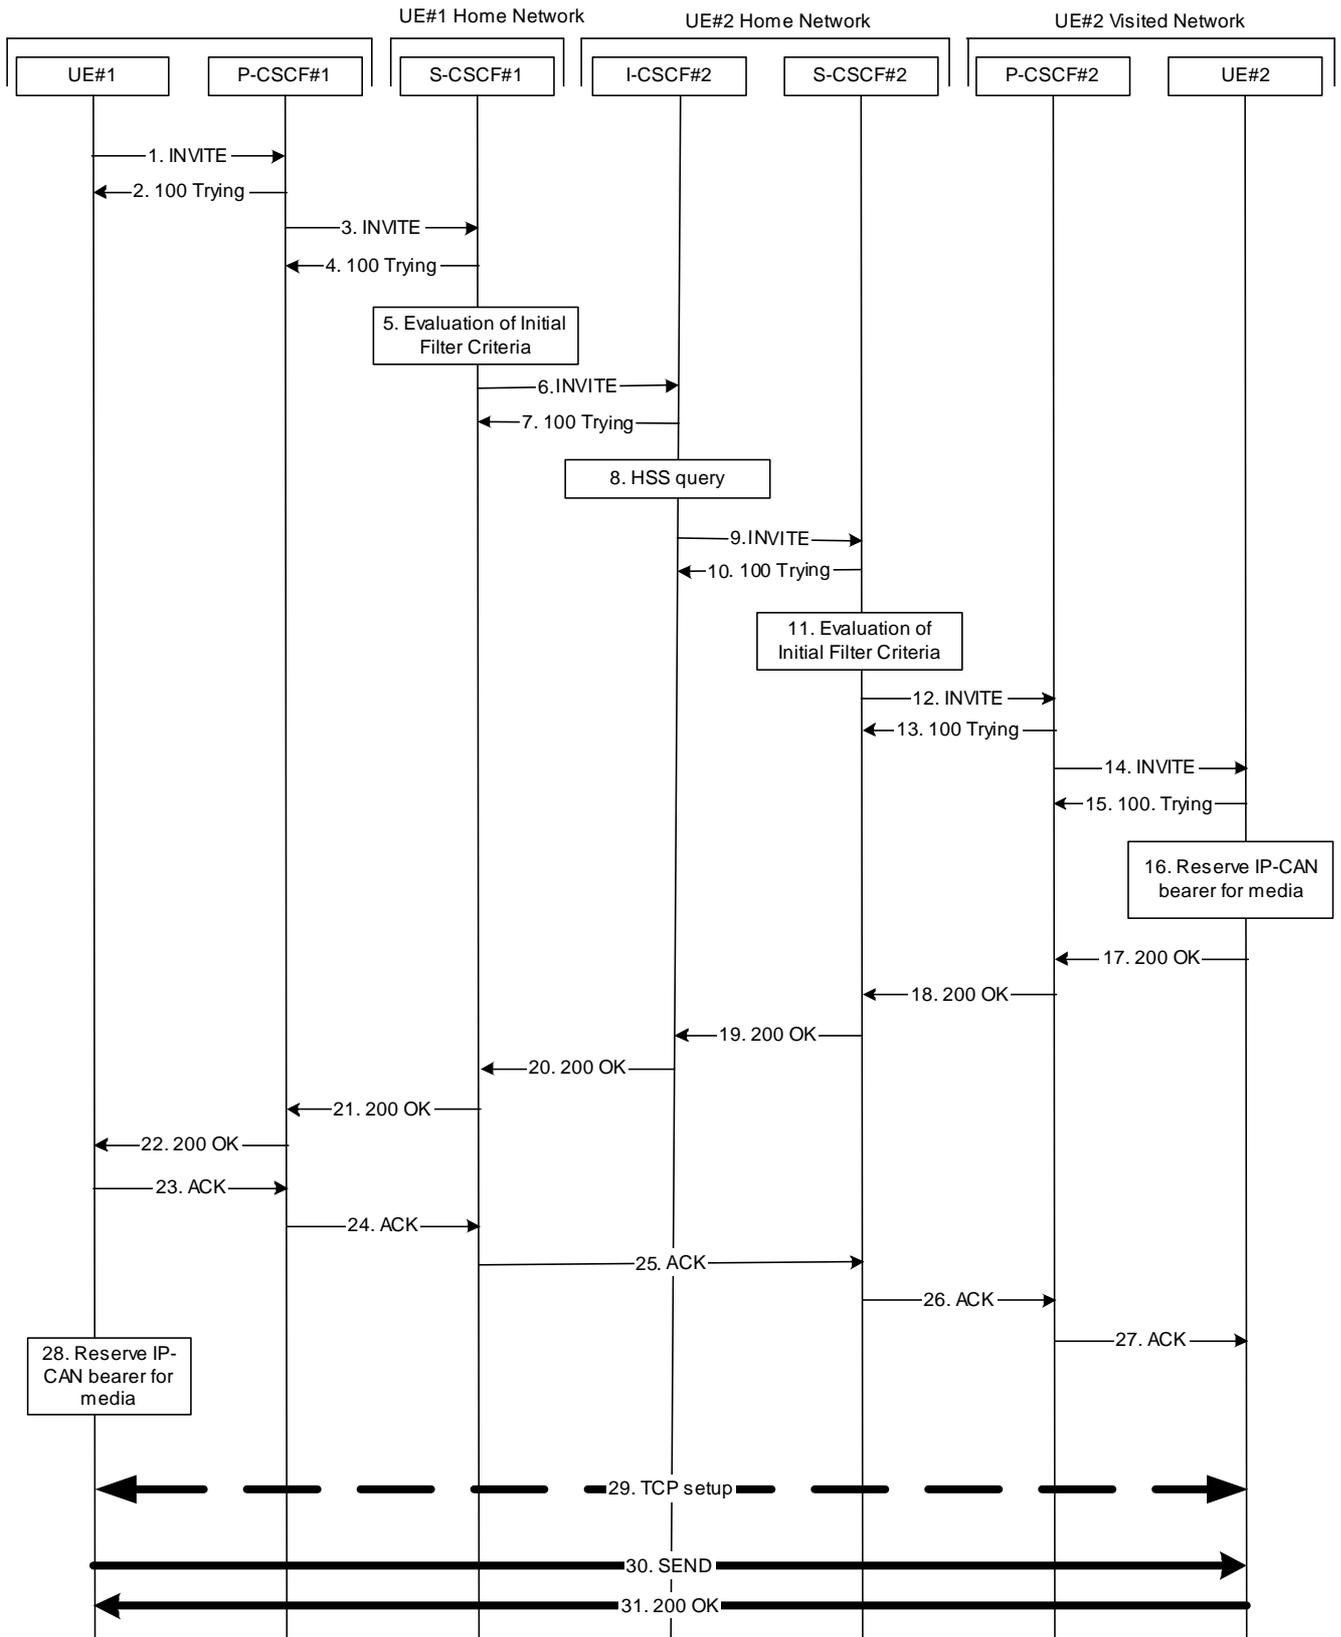 UE#1 Home Network
UE#2 Home Network
UE#2 Visited Network
UE#1
P-CSCF#1
S-CSCF#1
I-CSCF#2
S-CSCF#2
P-CSCF#2
UE#2
1. INVITE
2. 100 Trying
3. INVITE
4. 100 Trying
5. Evaluation of Initial
Filter Criteria
6.INVITE
7. 100 Trying
8. HSS query
9.INVITE
10. 100 Trying
11. Evaluation of
Initial Filter Criteria
12. INVITE
13. 100 Trying
14. INVITE
15. 100. Trying
16. Reserve IP-CAN
bearer for media
17. 200 OK
18. 200 OK
19. 200 OK
20. 200 OK
21. 200 OK
22. 200 OK
23. ACK
24. ACK
25. ACK
26. ACK
27. ACK
28. Reserve IP-
CAN bearer for
media
29. TCP setup
30. SEND
31. 200 OK